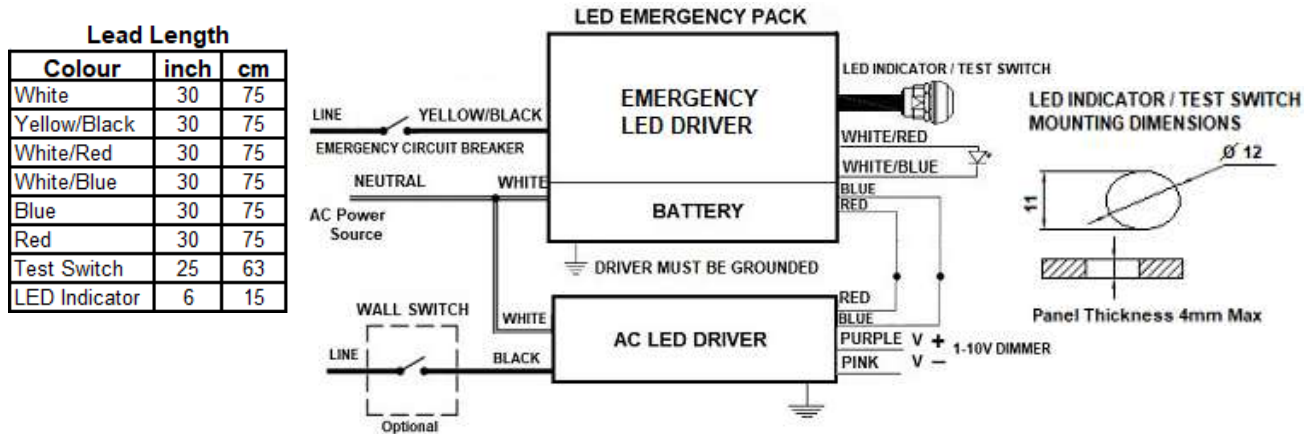 Lead Length
Colour inch cm
White 30 75
Yellow/Black 30 75
White/Red 30 75
White/Blue 30 75
Blue 30 75
Red 30 75
Test Switch 25 63
LED Indicator 6 15
LED EMERGENCY PACK
EMERGENCY
LED DRIVER
BATTERY
LINE YELLOW/BLACK
EMERGENCY CIRCUIT BREAKER
NEUTRAL WHITE
AC Power
Source
LED INDICATOR / TEST SWITCH
WHITE/RED
WHITE/BLUE
BLUE
RED
DRIVER MUST BE GROUNDED
WALL SWITCH
WHITE
LINE BLACK
Optional
AC LED DRIVER
RED
BLUE
PURPLE V +
PINK V –
1-10V DIMMER
LED INDICATOR / TEST SWITCH
MOUNTING DIMENSIONS
Ø 12
11
Panel Thickness 4mm Max